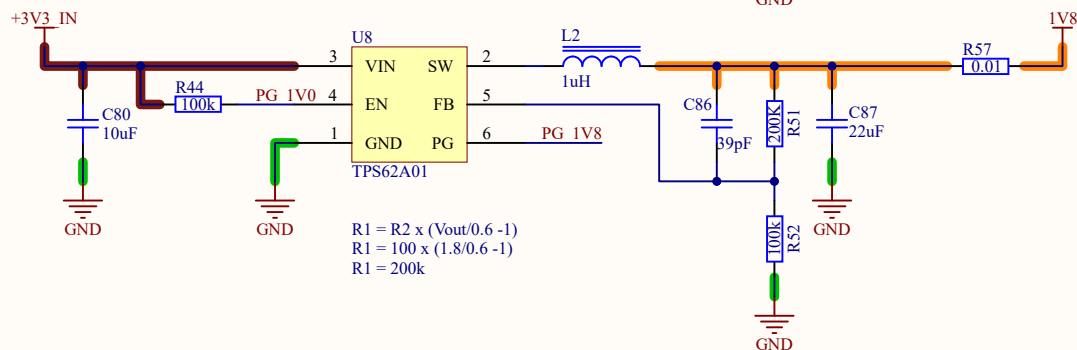 GND
+3V3_IN
1V8
U8
L2
R57
3
VIN
SW
2
0.01
1uH
R44
100k
PG_1V0
4
EN
FB
5
C80
10uF
C86
39pF
200K
R51
C87
22uF
1
GND
PG
6
PG_1V8
TPS62A01
GND
GND
GND
R1 = R2 x (Vout/0.6 -1)
R1 = 100 x (1.8/0.6 -1)
R1 = 200k
100k
R52
GND